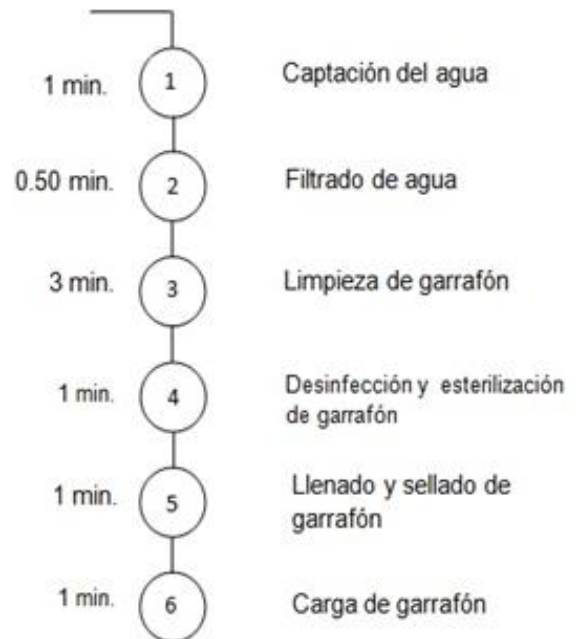 1 min.
1
Captación del agua
0.50 min.
2
Filtrado de agua
3 min.
3
Limpieza de garrafón
1 min.
4
Desinfección y esterilización
de garrafón
1 min.
5
Llenado y sellado de
garrafón
1 min.
6
Carga de garrafón